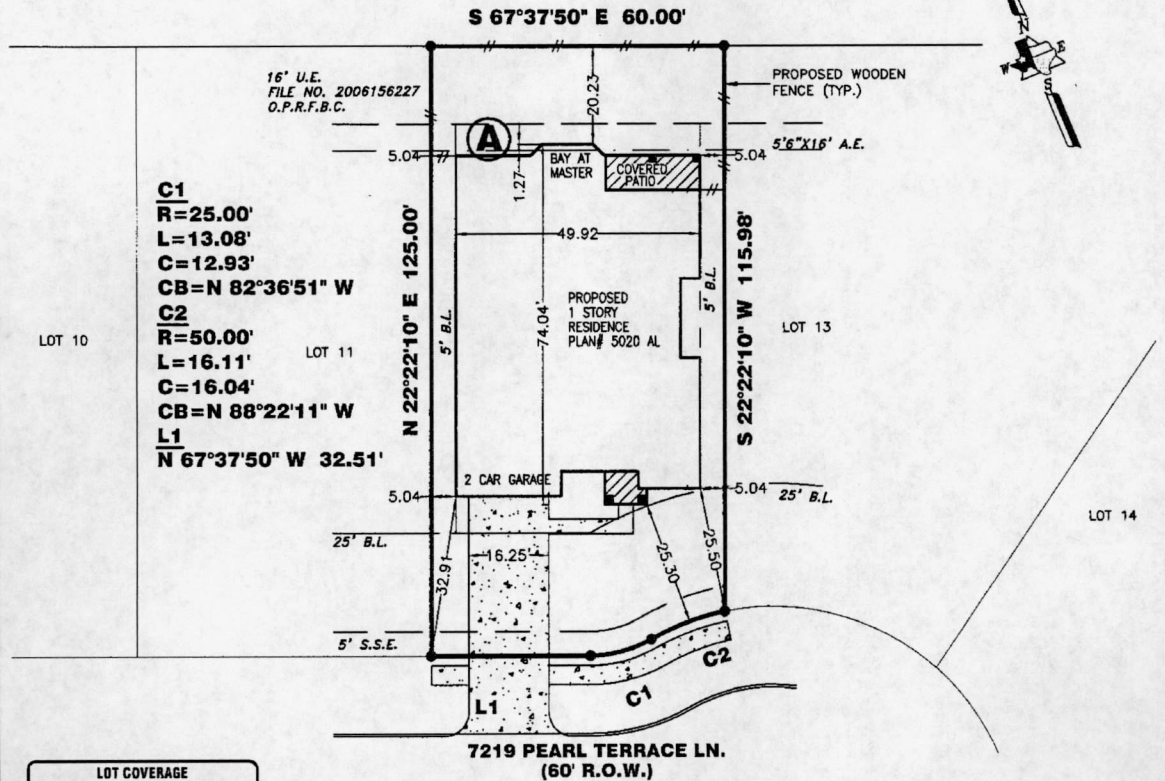 S 67°37'50" E 60.00'
N
E
W
S
16' U.E.
FILE NO. 2006156227
O.P.R.F.B.C.
20.23
PROPOSED WOODEN
FENCE (TYP.)
A
5'6"X16' A.E.
5.04
BAY AT
MASTER
COVERED
PATIO
5.04
1.27
C1
R=25.00'
L=13.08'
C=12.93'
CB=N 82°36'51" W
C2
R=50.00'
L=16.11'
C=16.04'
CB=N 88°22'11" W
L1
N 67°37'50" W 32.51'
49.92
N 22°22'10" E 125.00'
S 22°22'10" W 115.98'
5' B.L.
5' B.L.
74.04'
PROPOSED
1 STORY
RESIDENCE
PLAN# 5020 AL
LOT 10
LOT 11
LOT 13
LOT 14
2 CAR GARAGE
5.04
5.04
25' B.L.
25' B.L.
16.25'
32.91
25.30
25.50
5' S.S.E.
L1
C1
C2
7219 PEARL TERRACE LN.
(60' R.O.W.)
LOT COVERAGE